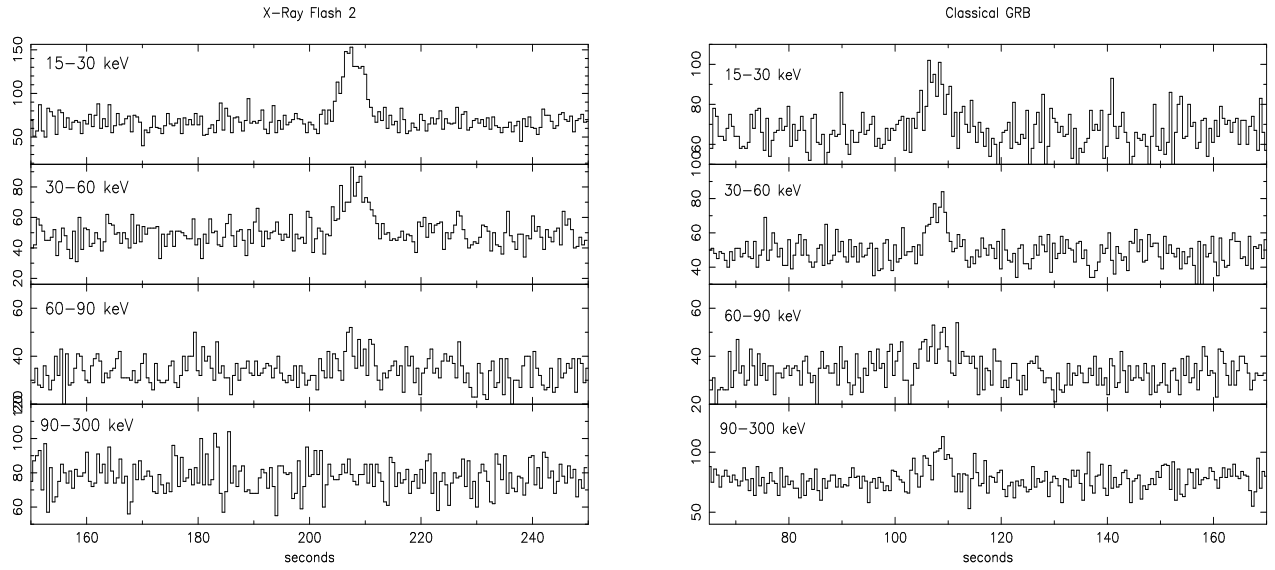 X-Ray Flash 2
Classical GRB
15-30 keV
50 100 150
30-60 keV
20 40 60 80
60-90 keV
20 40 60
90-300 keV
60 80 100 120
160 180 200 220 240
seconds
15-30 keV
60 80 100
30-60 keV
40 60 80 100
60-90 keV
20 40 60
90-300 keV
50 100
80 100 120 140 160
seconds